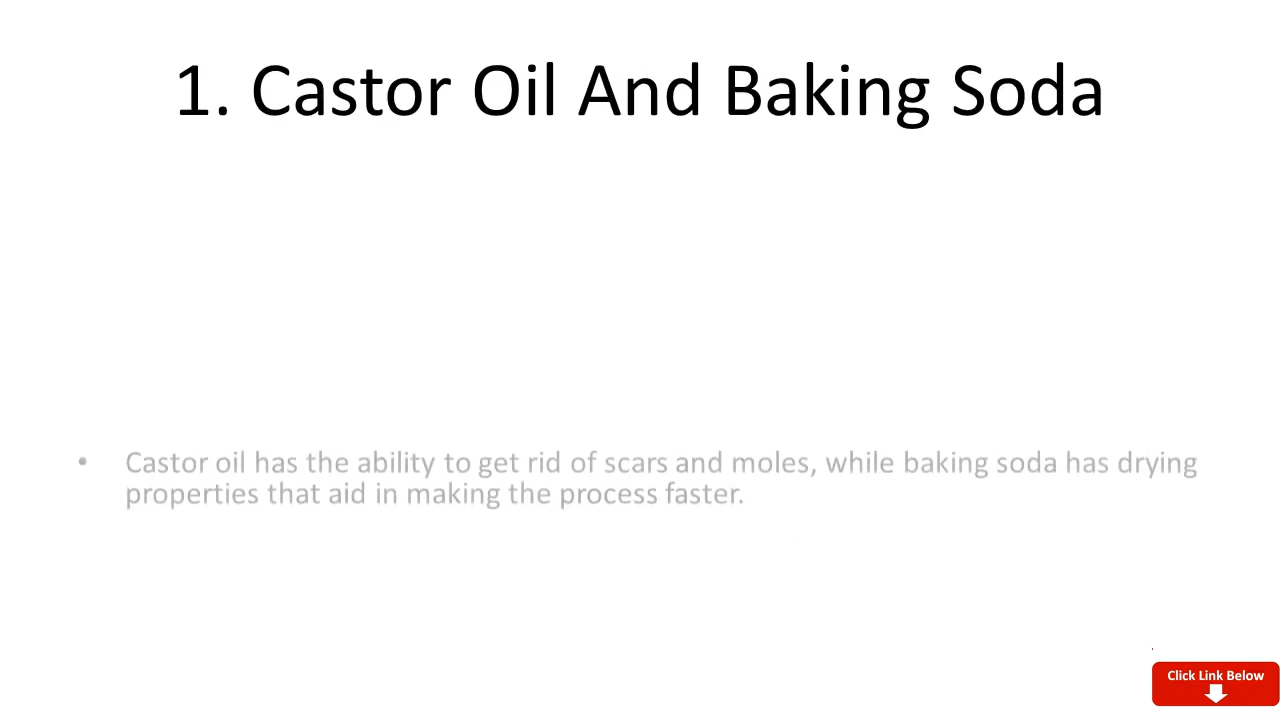 1. Castor Oil And Baking Soda
• Castor oil has the ability to get rid of scars and moles, while baking soda has drying
properties that aid in making the process faster.
Click Link Below